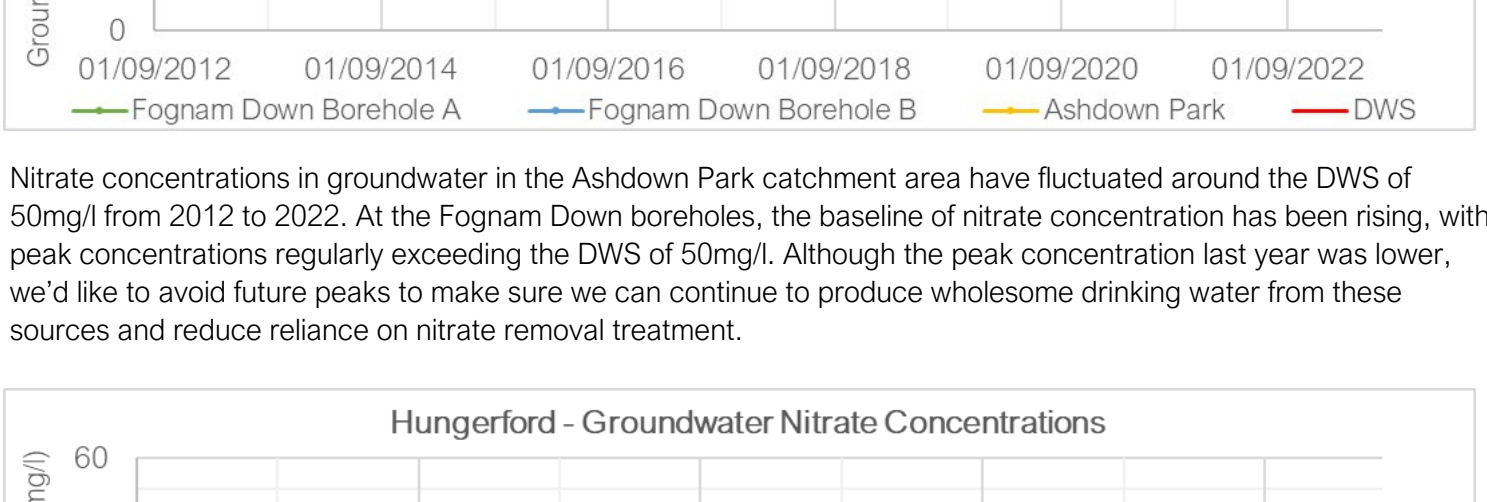 0
01/09/2012 01/09/2014 01/09/2016 01/09/2018 01/09/2020 01/09/2022
Fognam Down Borehole A Fognam Down Borehole B Ashdown Park DWS
Nitrate concentrations in groundwater in the Ashdown Park catchment area have fluctuated around the DWS of
50mg/l from 2012 to 2022. At the Fognam Down boreholes, the baseline of nitrate concentration has been rising, with
peak concentrations regularly exceeding the DWS of 50mg/l. Although the peak concentration last year was lower,
we’d like to avoid future peaks to make sure we can continue to produce wholesome drinking water from these
sources and reduce reliance on nitrate removal treatment.
Hungerford - Groundwater Nitrate Concentrations
60